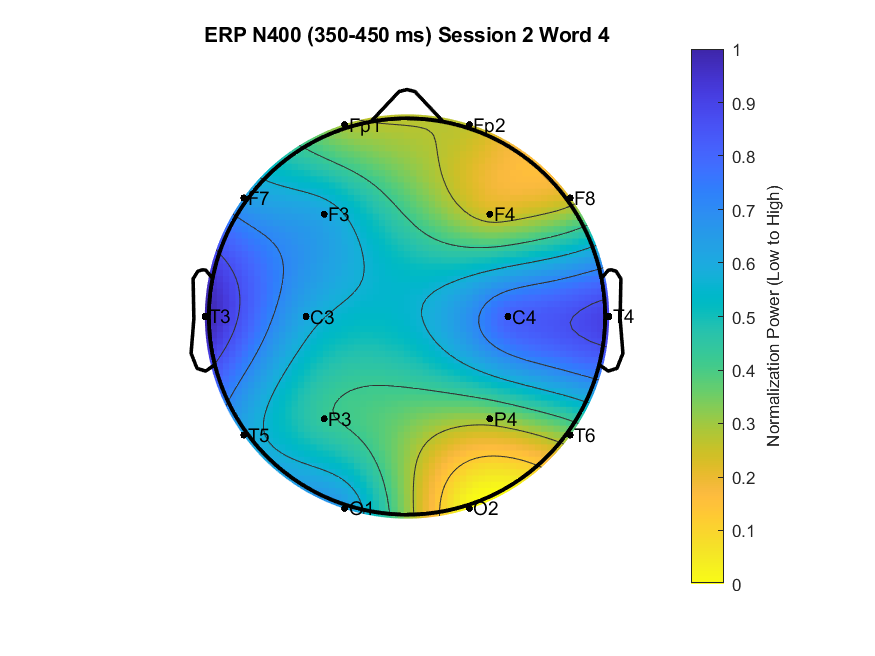 ERP N400 (350-450 ms) Session 2 Word 4
Fp1
Fp2
F7
F3
F4
F8
T3
C3
C4
T4
T5
P3
P4
T6
O1
O2
1
0.9
0.8
0.7
0.6
0.5
0.4
0.3
0.2
0.1
0
Normalization Power (Low to High)